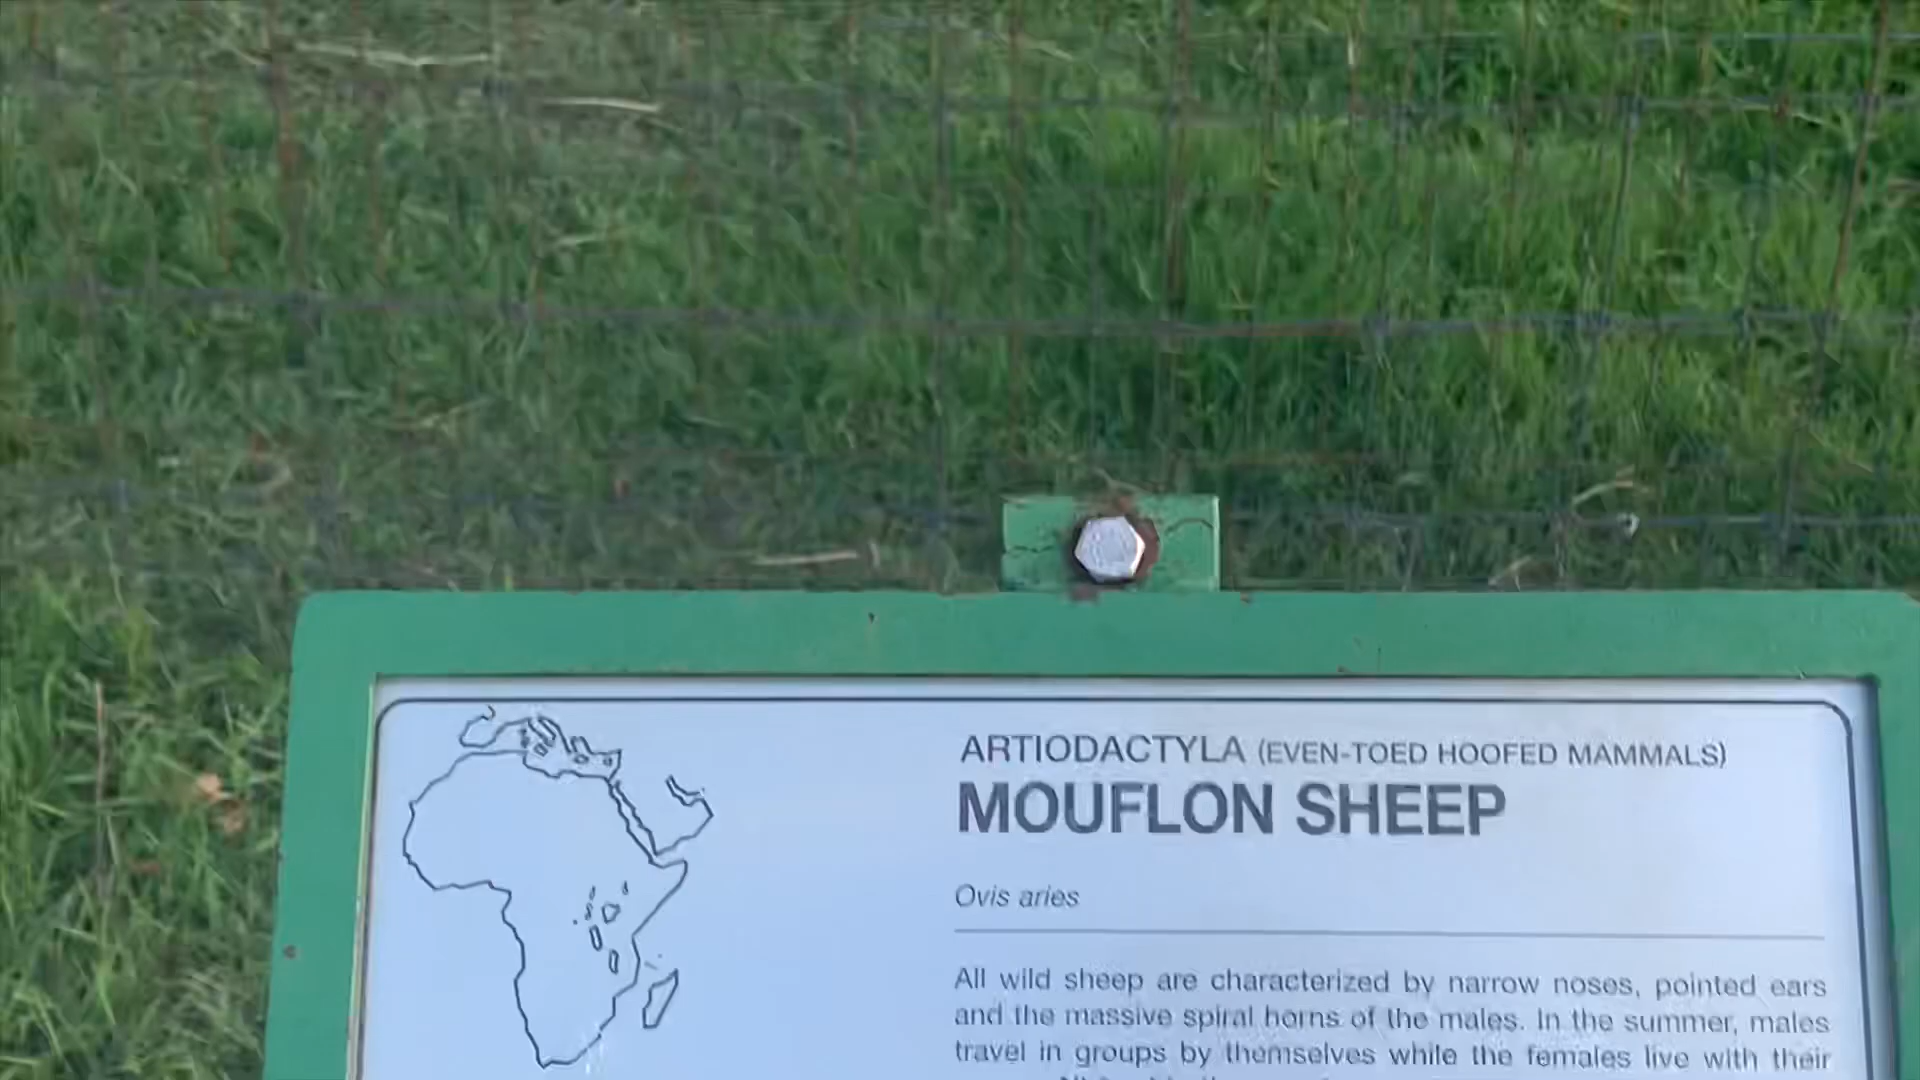 ARTIODACTYLA (EVEN-TOED HOOFED MAMMALS)
MOUFLON SHEEP
Ovis aries
All wild sheep are characterized by narrow noses, pointed ears
and the massive spiral horns of the males. In the summer, males
travel in groups by themselves while the females live with their